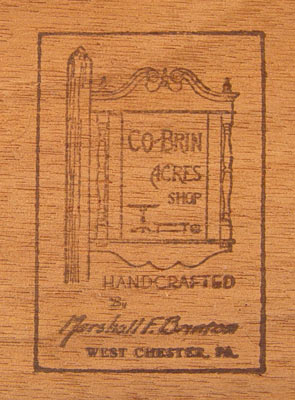 CO-BRIN
ACRES
SHOP
HANDCRAFTED
By
Marshall F. Brinton
WEST CHESTER, PA.